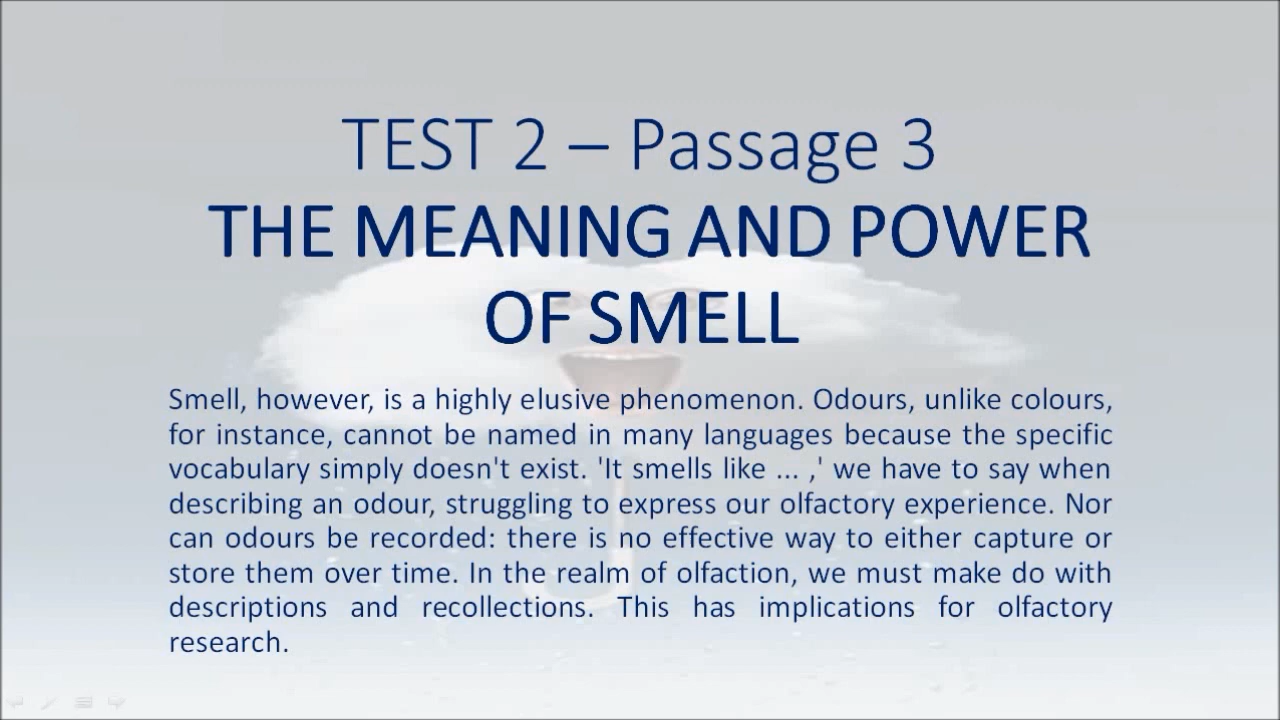 TEST 2 – Passage 3
THE MEANING AND POWER
OF SMELL
Smell, however, is a highly elusive phenomenon. Odours, unlike colours,
for instance, cannot be named in many languages because the specific
vocabulary simply doesn't exist. 'It smells like ... ,' we have to say when
describing an odour, struggling to express our olfactory experience. Nor
can odours be recorded: there is no effective way to either capture or
store them over time. In the realm of olfaction, we must make do with
descriptions and recollections. This has implications for olfactory
research.